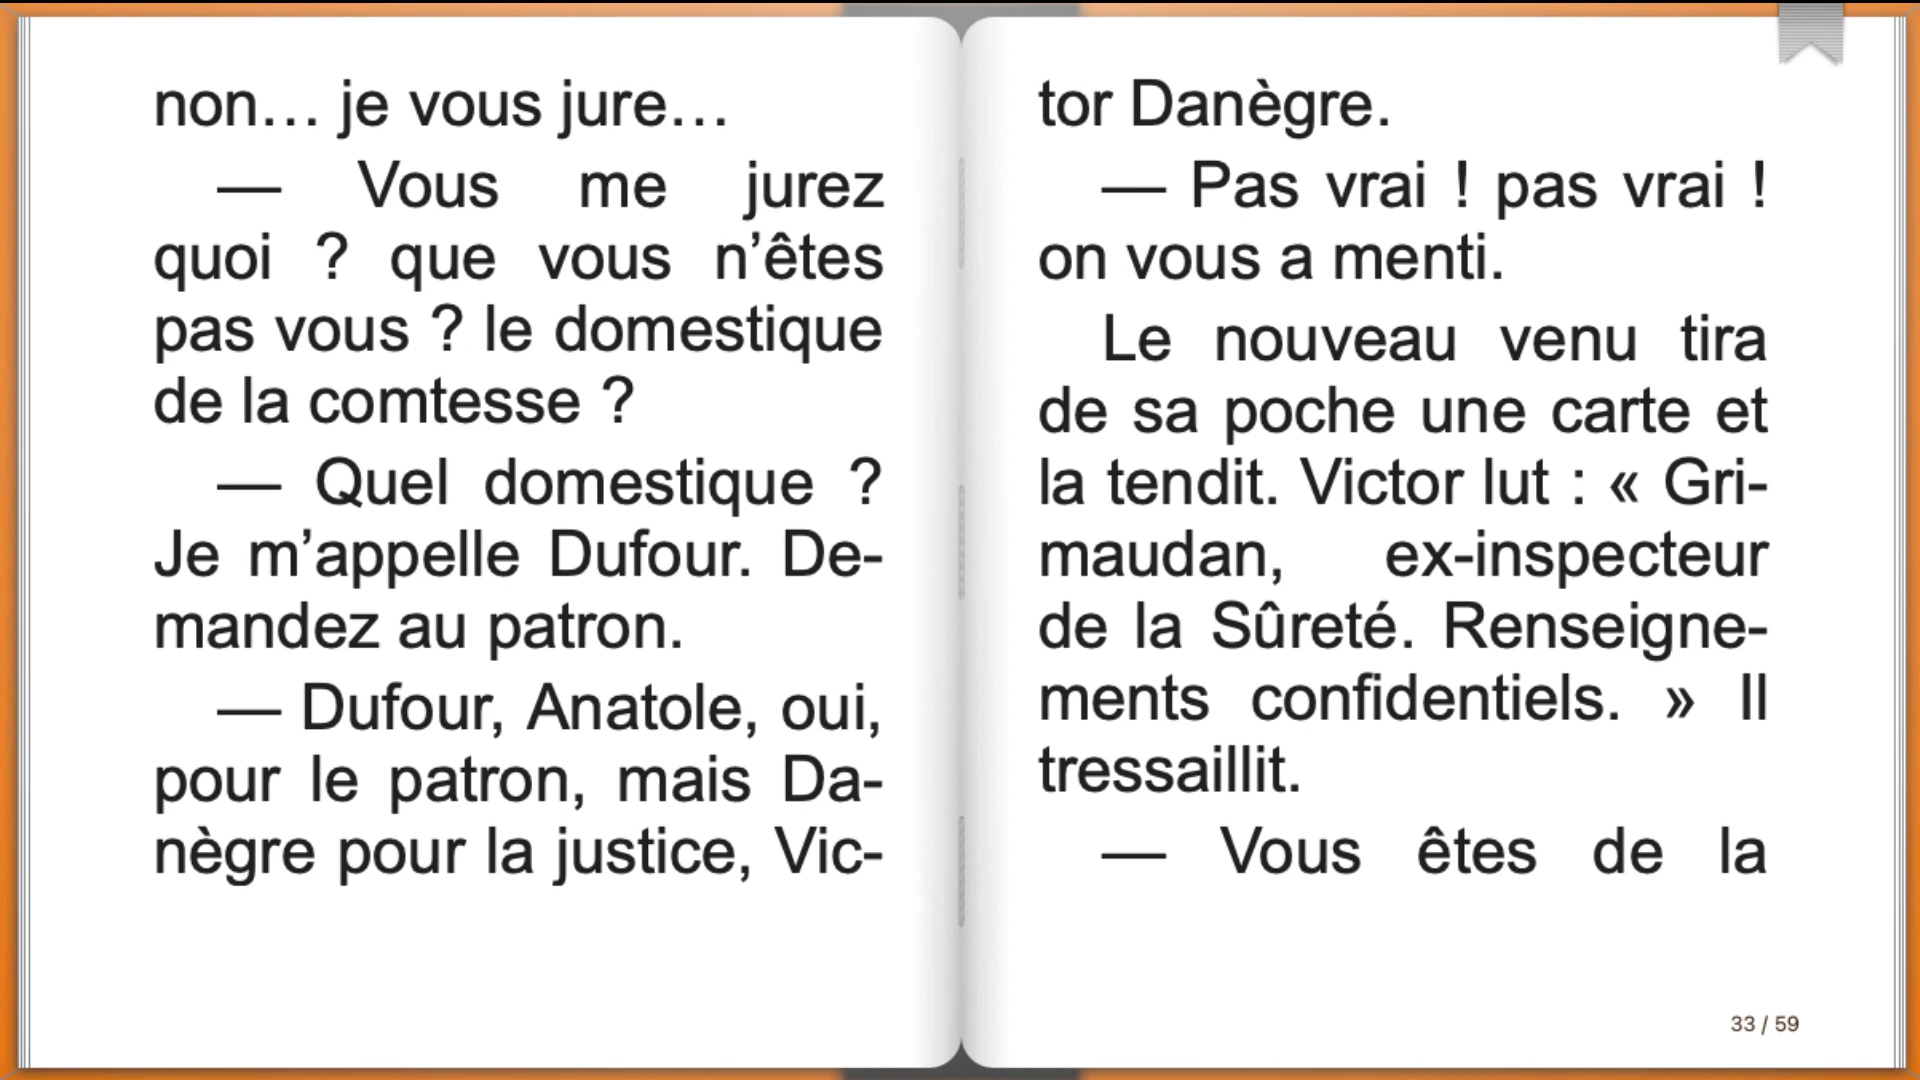 non… je vous jure…
— Vous me jurez
quoi ? que vous n’êtes
pas vous ? le domestique
de la comtesse ?
— Quel domestique ?
Je m’appelle Dufour. De-
mandez au patron.
— Dufour, Anatole, oui,
pour le patron, mais Da-
nègre pour la justice, Vic-
tor Danègre.
— Pas vrai ! pas vrai !
on vous a menti.
Le nouveau venu tira
de sa poche une carte et
la tendit. Victor lut : « Gri-
maudan, ex-inspecteur
de la Sûreté. Renseigne-
ments confidentiels. » Il
tressaillit.
— Vous êtes de la
33 / 59